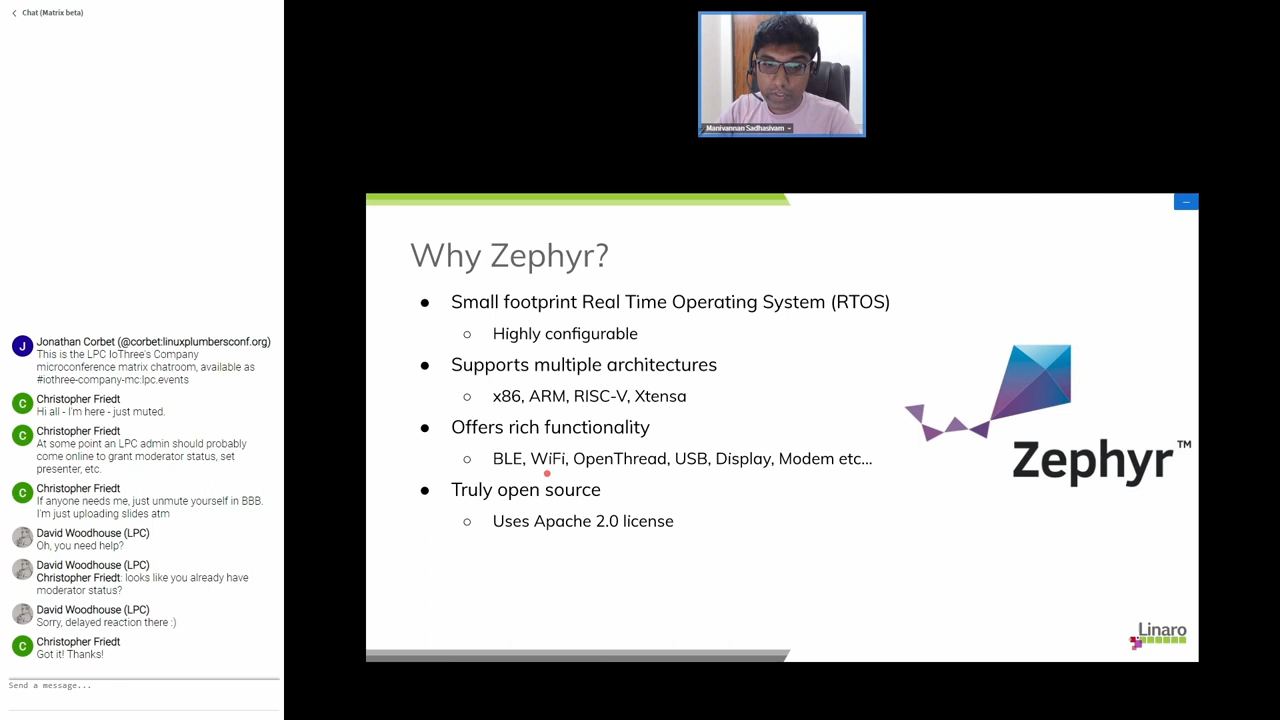 Chat (Matrix beta)
Jonathan Corbet (@corbet:linuxplumbersconf.org)
This is the LPC IoThree's Company
microconference matrix chatroom, available as
#iothree-company-mc:lpc.events
Christopher Friedt
Hi all - I'm here - just muted.
Christopher Friedt
At some point an LPC admin should probably
come online to grant moderator status, set
presenter, etc.
Christopher Friedt
If anyone needs me, just unmute yourself in BBB.
I'm just uploading slides atm
David Woodhouse (LPC)
Oh, you need help?
David Woodhouse (LPC)
Christopher Friedt: looks like you already have
moderator status?
David Woodhouse (LPC)
Sorry, delayed reaction there :)
Christopher Friedt
Got it! Thanks!
Send a message...
Manivannan Sadhasivam
Why Zephyr?
● Small footprint Real Time Operating System (RTOS)
○ Highly configurable
● Supports multiple architectures
○ x86, ARM, RISC-V, Xtensa
● Offers rich functionality
○ BLE, WiFi, OpenThread, USB, Display, Modem etc...
● Truly open source
○ Uses Apache 2.0 license
Zephyr™
Linaro